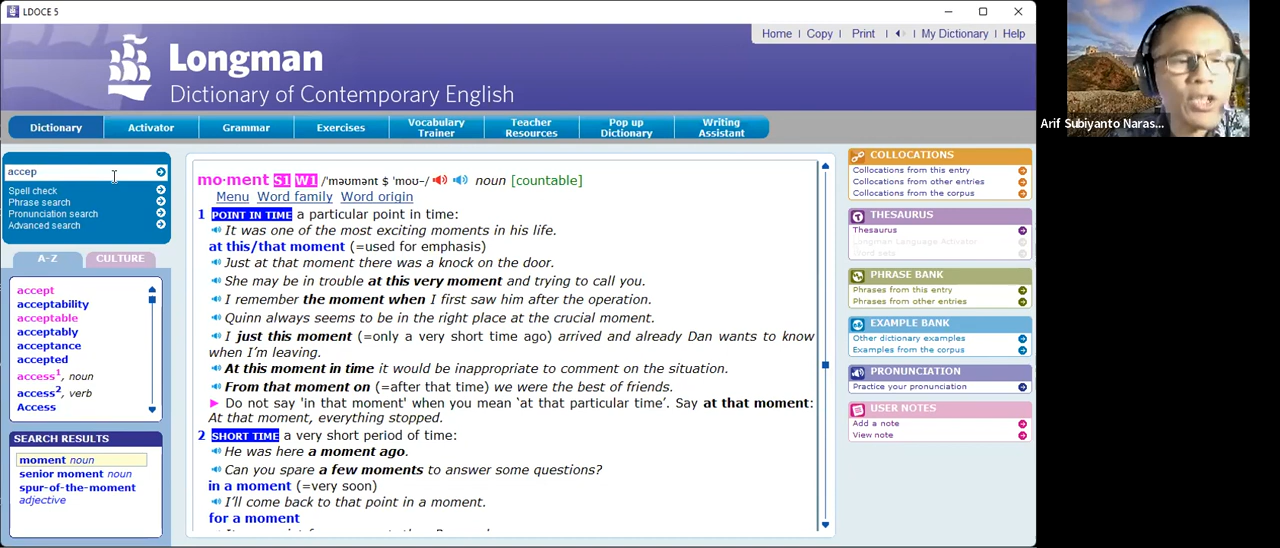 LDOCE 5
Home | Copy | Print | | My Dictionary | Help
Longman
Dictionary of Contemporary English
Dictionary
Activator
Grammar
Exercises
Vocabulary
Trainer
Teacher
Resources
Pop up
Dictionary
Writing
Assistant
accep
Spell check
Phrase search
Pronunciation search
Advanced search
A-Z
CULTURE
accept
acceptability
acceptable
acceptably
acceptance
accepted
access1, noun
access2, verb
Access
SEARCH RESULTS
moment noun
senior moment noun
spur-of-the-moment
adjective
mo·ment S1 W1 /ˈməʊmənt $ ˈmoʊ-/ noun [countable]
Menu Word family Word origin
1 POINT IN TIME a particular point in time:
It was one of the most exciting moments in his life.
at this/that moment (=used for emphasis)
Just at that moment there was a knock on the door.
She may be in trouble at this very moment and trying to call you.
I remember the moment when I first saw him after the operation.
Quinn always seems to be in the right place at the crucial moment.
I just this moment (=only a very short time ago) arrived and already Dan wants to know
when I'm leaving.
At this moment in time it would be inappropriate to comment on the situation.
From that moment on (=after that time) we were the best of friends.
Do not say 'in that moment' when you mean 'at that particular time'. Say at that moment:
At that moment, everything stopped.
2 SHORT TIME a very short period of time:
He was here a moment ago.
Can you spare a few moments to answer some questions?
in a moment (=very soon)
I'll come back to that point in a moment.
for a moment
COLLOCATIONS
Collocations from this entry
Collocations from other entries
Collocations from the corpus
THESAURUS
Thesaurus
Longman Language Activator
Word sets
PHRASE BANK
Phrases from this entry
Phrases from other entries
EXAMPLE BANK
Other dictionary examples
Examples from the corpus
PRONUNCIATION
Practice your pronunciation
USER NOTES
Add a note
View note
Arif Subiyanto Naras...